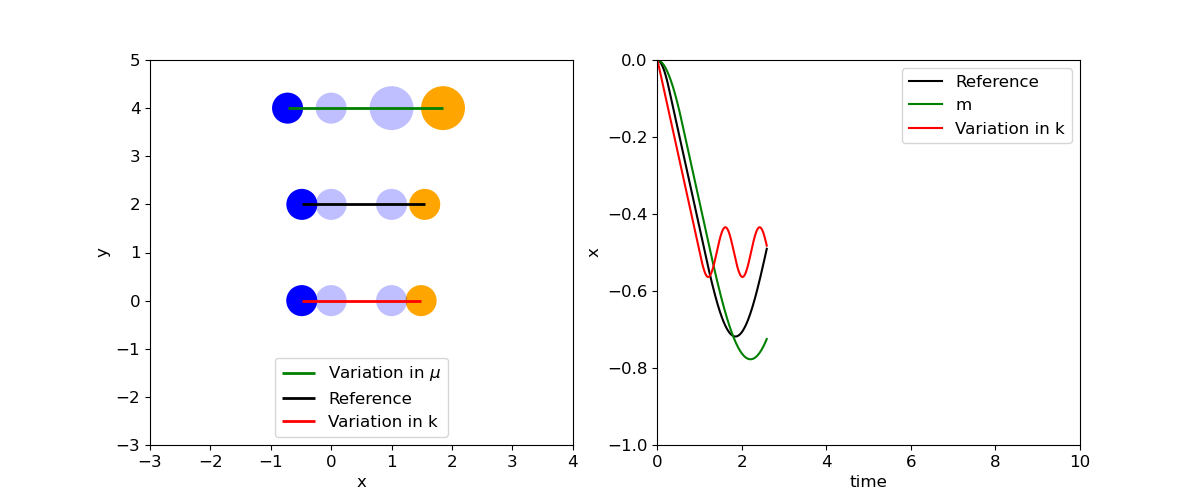 5
4
3
2
1
0
−1
−2
−3
y
−3 −2 −1 0 1 2 3 4
x
Variation in μ
Reference
Variation in k
0.0
−0.2
−0.4
−0.6
−0.8
−1.0
x
0 2 4 6 8 10
time
Reference
m
Variation in k